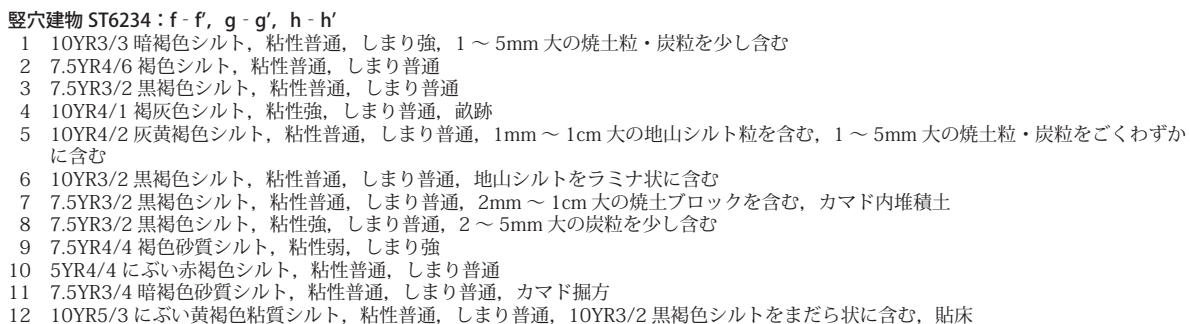 竪穴建物 ST6234：f‐f′，g‐g′，h‐h′
1 10YR3/3 暗褐色シルト，粘性普通，しまり強，1 ～ 5mm 大の焼土粒・炭粒を少し含む
2 7.5YR4/6 褐色シルト，粘性普通，しまり普通
3 7.5YR3/2 黒褐色シルト，粘性普通，しまり普通
4 10YR4/1 褐灰色シルト，粘性強，しまり普通，畝跡
5 10YR4/2 灰黄褐色シルト，粘性普通，しまり普通，1mm ～ 1cm 大の地山シルト粒を含む，1 ～ 5mm 大の焼土粒・炭粒をごくわずか
に含む
6 10YR3/2 黒褐色シルト，粘性普通，しまり普通，地山シルトをラミナ状に含む
7 7.5YR3/2 黒褐色シルト，粘性普通，しまり普通，2mm ～ 1cm 大の焼土ブロックを含む，カマド内堆積土
8 7.5YR3/2 黒褐色シルト，粘性強，しまり普通，2 ～ 5mm 大の炭粒を少し含む
9 7.5YR4/4 褐色砂質シルト，粘性弱，しまり強
10 5YR4/4 にぶい赤褐色シルト，粘性普通，しまり普通
11 7.5YR3/4 暗褐色砂質シルト，粘性普通，しまり普通，カマド掘方
12 10YR5/3 にぶい黄褐色粘質シルト，粘性普通，しまり普通，10YR3/2 黒褐色シルトをまだら状に含む，貼床